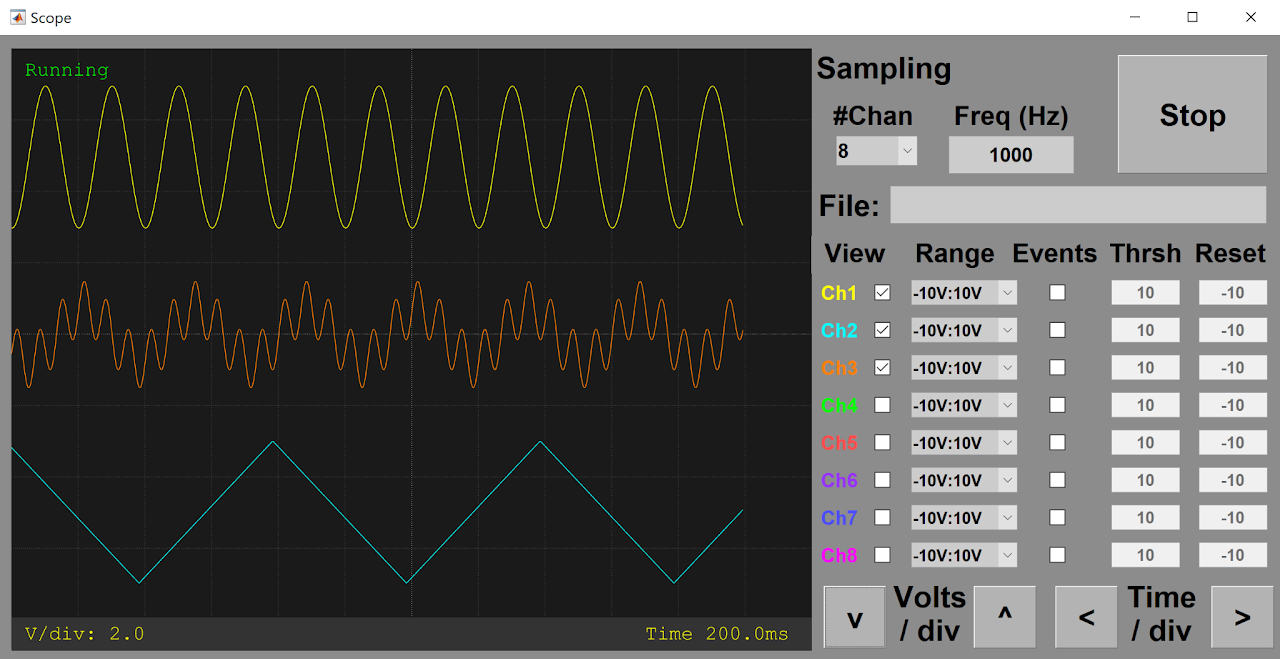 Scope
Running
V/div: 2.0
Time 200.0ms
Sampling
#Chan Freq (Hz)
8 1000
Stop
File:
View Range Events Thrsh Reset
Ch1 -10V:10V 10 -10
Ch2 -10V:10V 10 -10
Ch3 -10V:10V 10 -10
Ch4 -10V:10V 10 -10
Ch5 -10V:10V 10 -10
Ch6 -10V:10V 10 -10
Ch7 -10V:10V 10 -10
Ch8 -10V:10V 10 -10
v Volts / div ^ < Time / div >